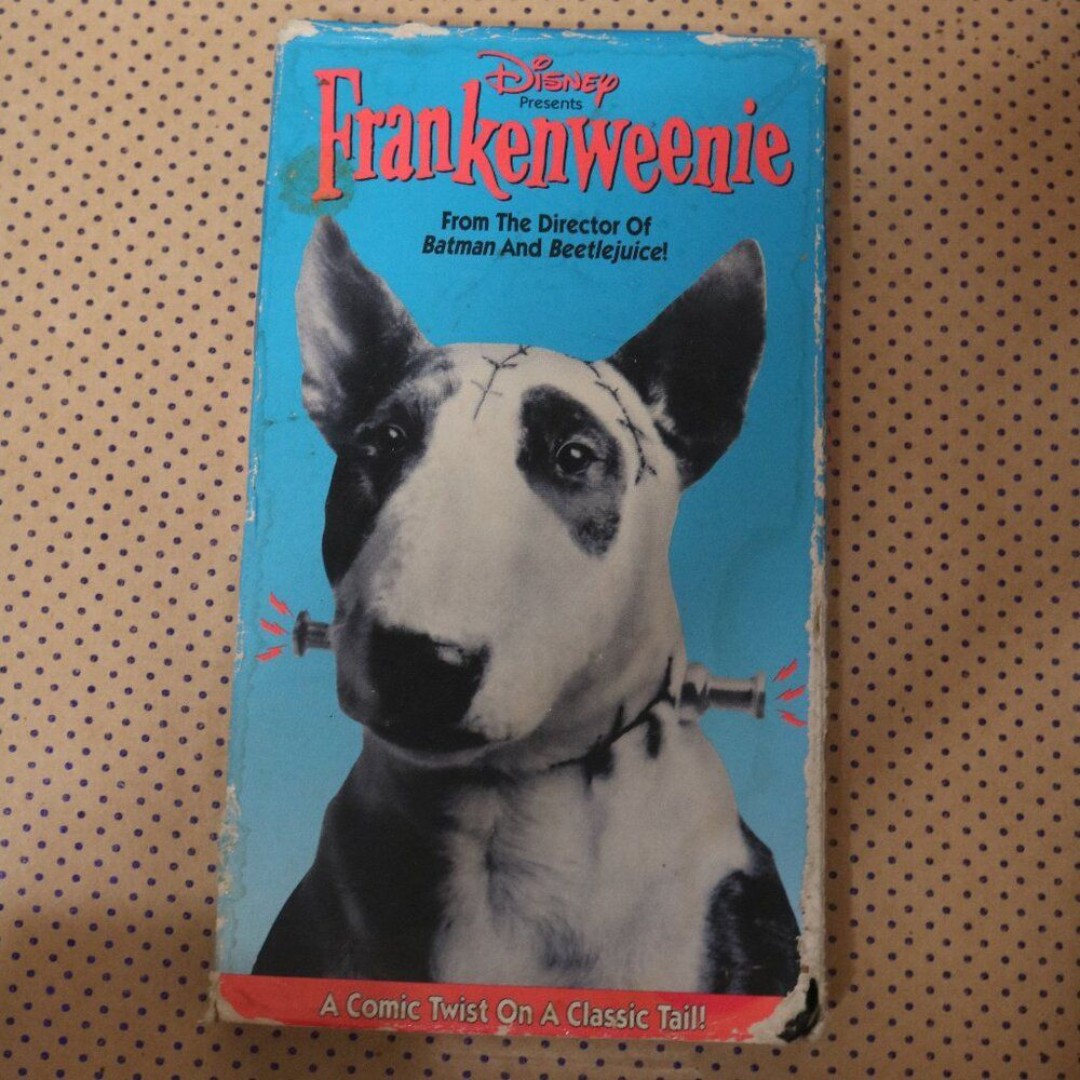 Disney
Presents
Frankenweenie
From The Director Of
Batman And Beetlejuice!
A Comic Twist On A Classic Tail!